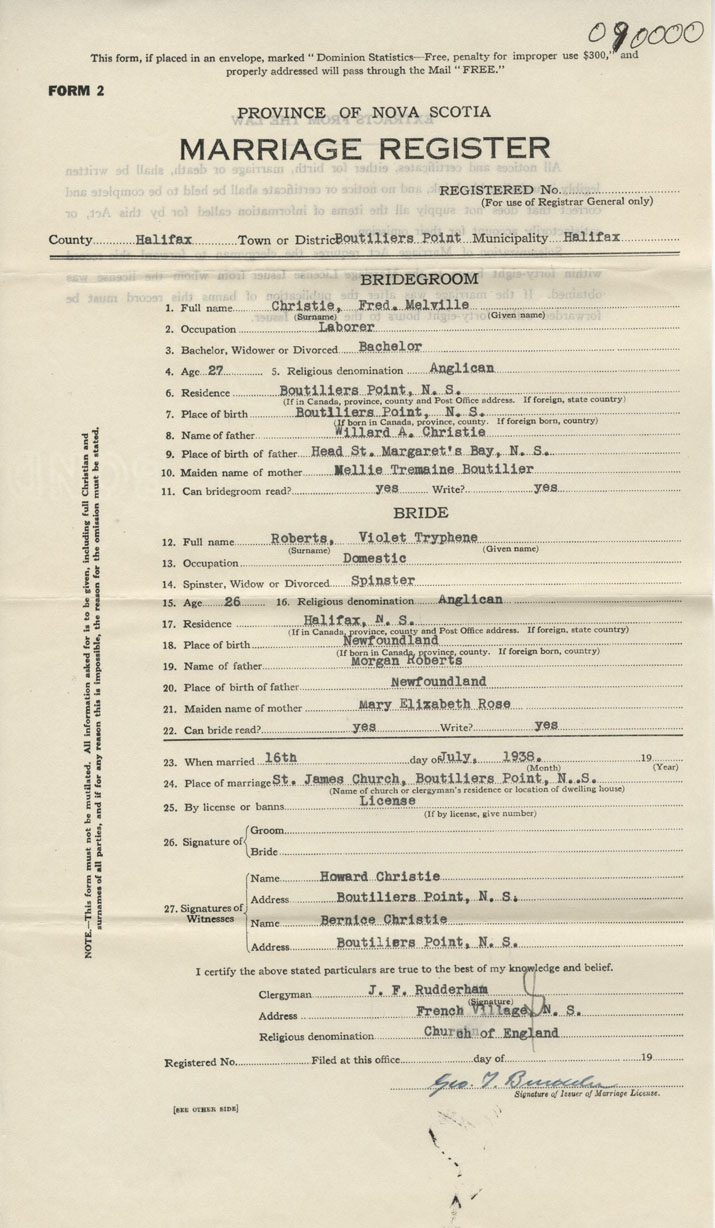 090000
This form, if placed in an envelope, marked " Dominion Statistics—Free, penalty for improper use $300," and
properly addressed will pass through the Mail " FREE."
FORM 2
PROVINCE OF NOVA SCOTIA
MARRIAGE REGISTER
REGISTERED No.
(For use of Registrar General only)
County Halifax Town or District Boutiliers Point Municipality Halifax
BRIDEGROOM
1. Full name Christie, Fred. Melville
(Surname) (Given name)
2. Occupation Laborer
3. Bachelor, Widower or Divorced Bachelor
4. Age 27 5. Religious denomination Anglican
6. Residence Boutiliers Point, N. S.
(If in Canada, province, county and Post Office address. If foreign, state country)
7. Place of birth Boutiliers Point, N. S.
(If born in Canada, province, county. If foreign born, country)
8. Name of father Willard A. Christie
9. Place of birth of father Head St. Margaret's Bay, N. S.
10. Maiden name of mother Mellie Tremaine Boutilier
11. Can bridegroom read? yes Write? yes
BRIDE
12. Full name Roberts, Violet Tryphene
(Surname) (Given name)
13. Occupation Domestic
14. Spinster, Widow or Divorced Spinster
15. Age 26 16. Religious denomination Anglican
17. Residence Halifax, N. S.
(If in Canada, province, county and Post Office address. If foreign, state country)
18. Place of birth Newfoundland
(If born in Canada, province, county. If foreign born, country)
19. Name of father Morgan Roberts
20. Place of birth of father Newfoundland
21. Maiden name of mother Mary Elizabeth Rose
22. Can bride read? yes Write? yes
23. When married 16th day of July, 1938. 19
(Month) (Year)
24. Place of marriage St. James Church, Boutiliers Point, N. S.
(Name of church or clergyman's residence or location of dwelling house)
25. By license or banns License
(If by license, give number)
26. Signature of
Groom
Bride
27. Signatures of Witnesses
Name Howard Christie
Address Boutiliers Point, N. S.
Name Bernice Christie
Address Boutiliers Point, N. S.
I certify the above stated particulars are true to the best of my knowledge and belief.
Clergyman J. F. Rudderham
(Signature)
Address French Village, N. S.
Religious denomination Church of England
Registered No. Filed at this office day of 19
Geo. T.
Signature of Issuer of Marriage License.
[SEE OTHER SIDE]
NOTE.—This form must not be mutilated. All information asked for is to be given, including full Christian and
surnames of all parties, and if for any reason this is impossible, the reason for the omission must be stated.